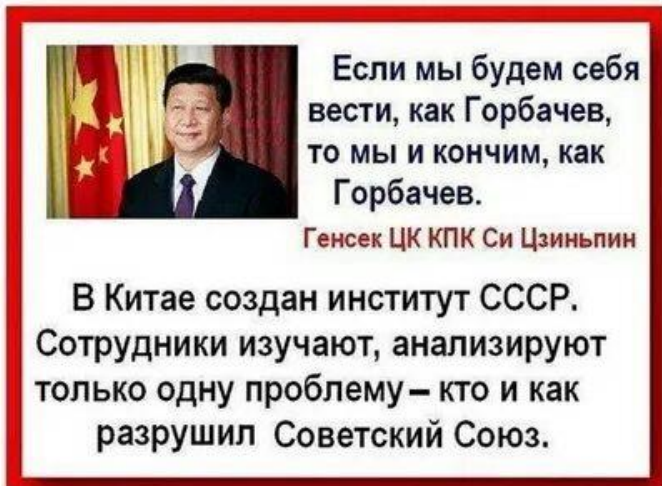 Если мы будем себя
вести, как Горбачев,
то мы и кончим, как
Горбачев.
Генсек ЦК КПК Си Цзиньпин
В Китае создан институт СССР.
Сотрудники изучают, анализируют
только одну проблему – кто и как
разрушил Советский Союз.